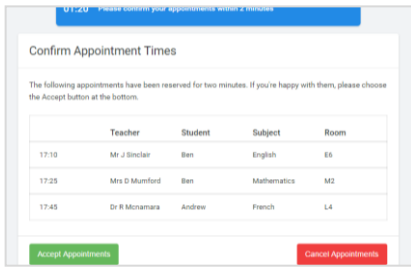 01:20 Please confirm your appointments within 2 minutes
Confirm Appointment Times
The following appointments have been reserved for two minutes. If you're happy with them, please choose
the Accept button at the bottom.
Teacher Student Subject Room
17:10 Mr J Sinclair Ben English E6
17:25 Mrs D Mumford Ben Mathematics M2
17:45 Dr R Mcnamara Andrew French L4
Accept Appointments Cancel Appointments